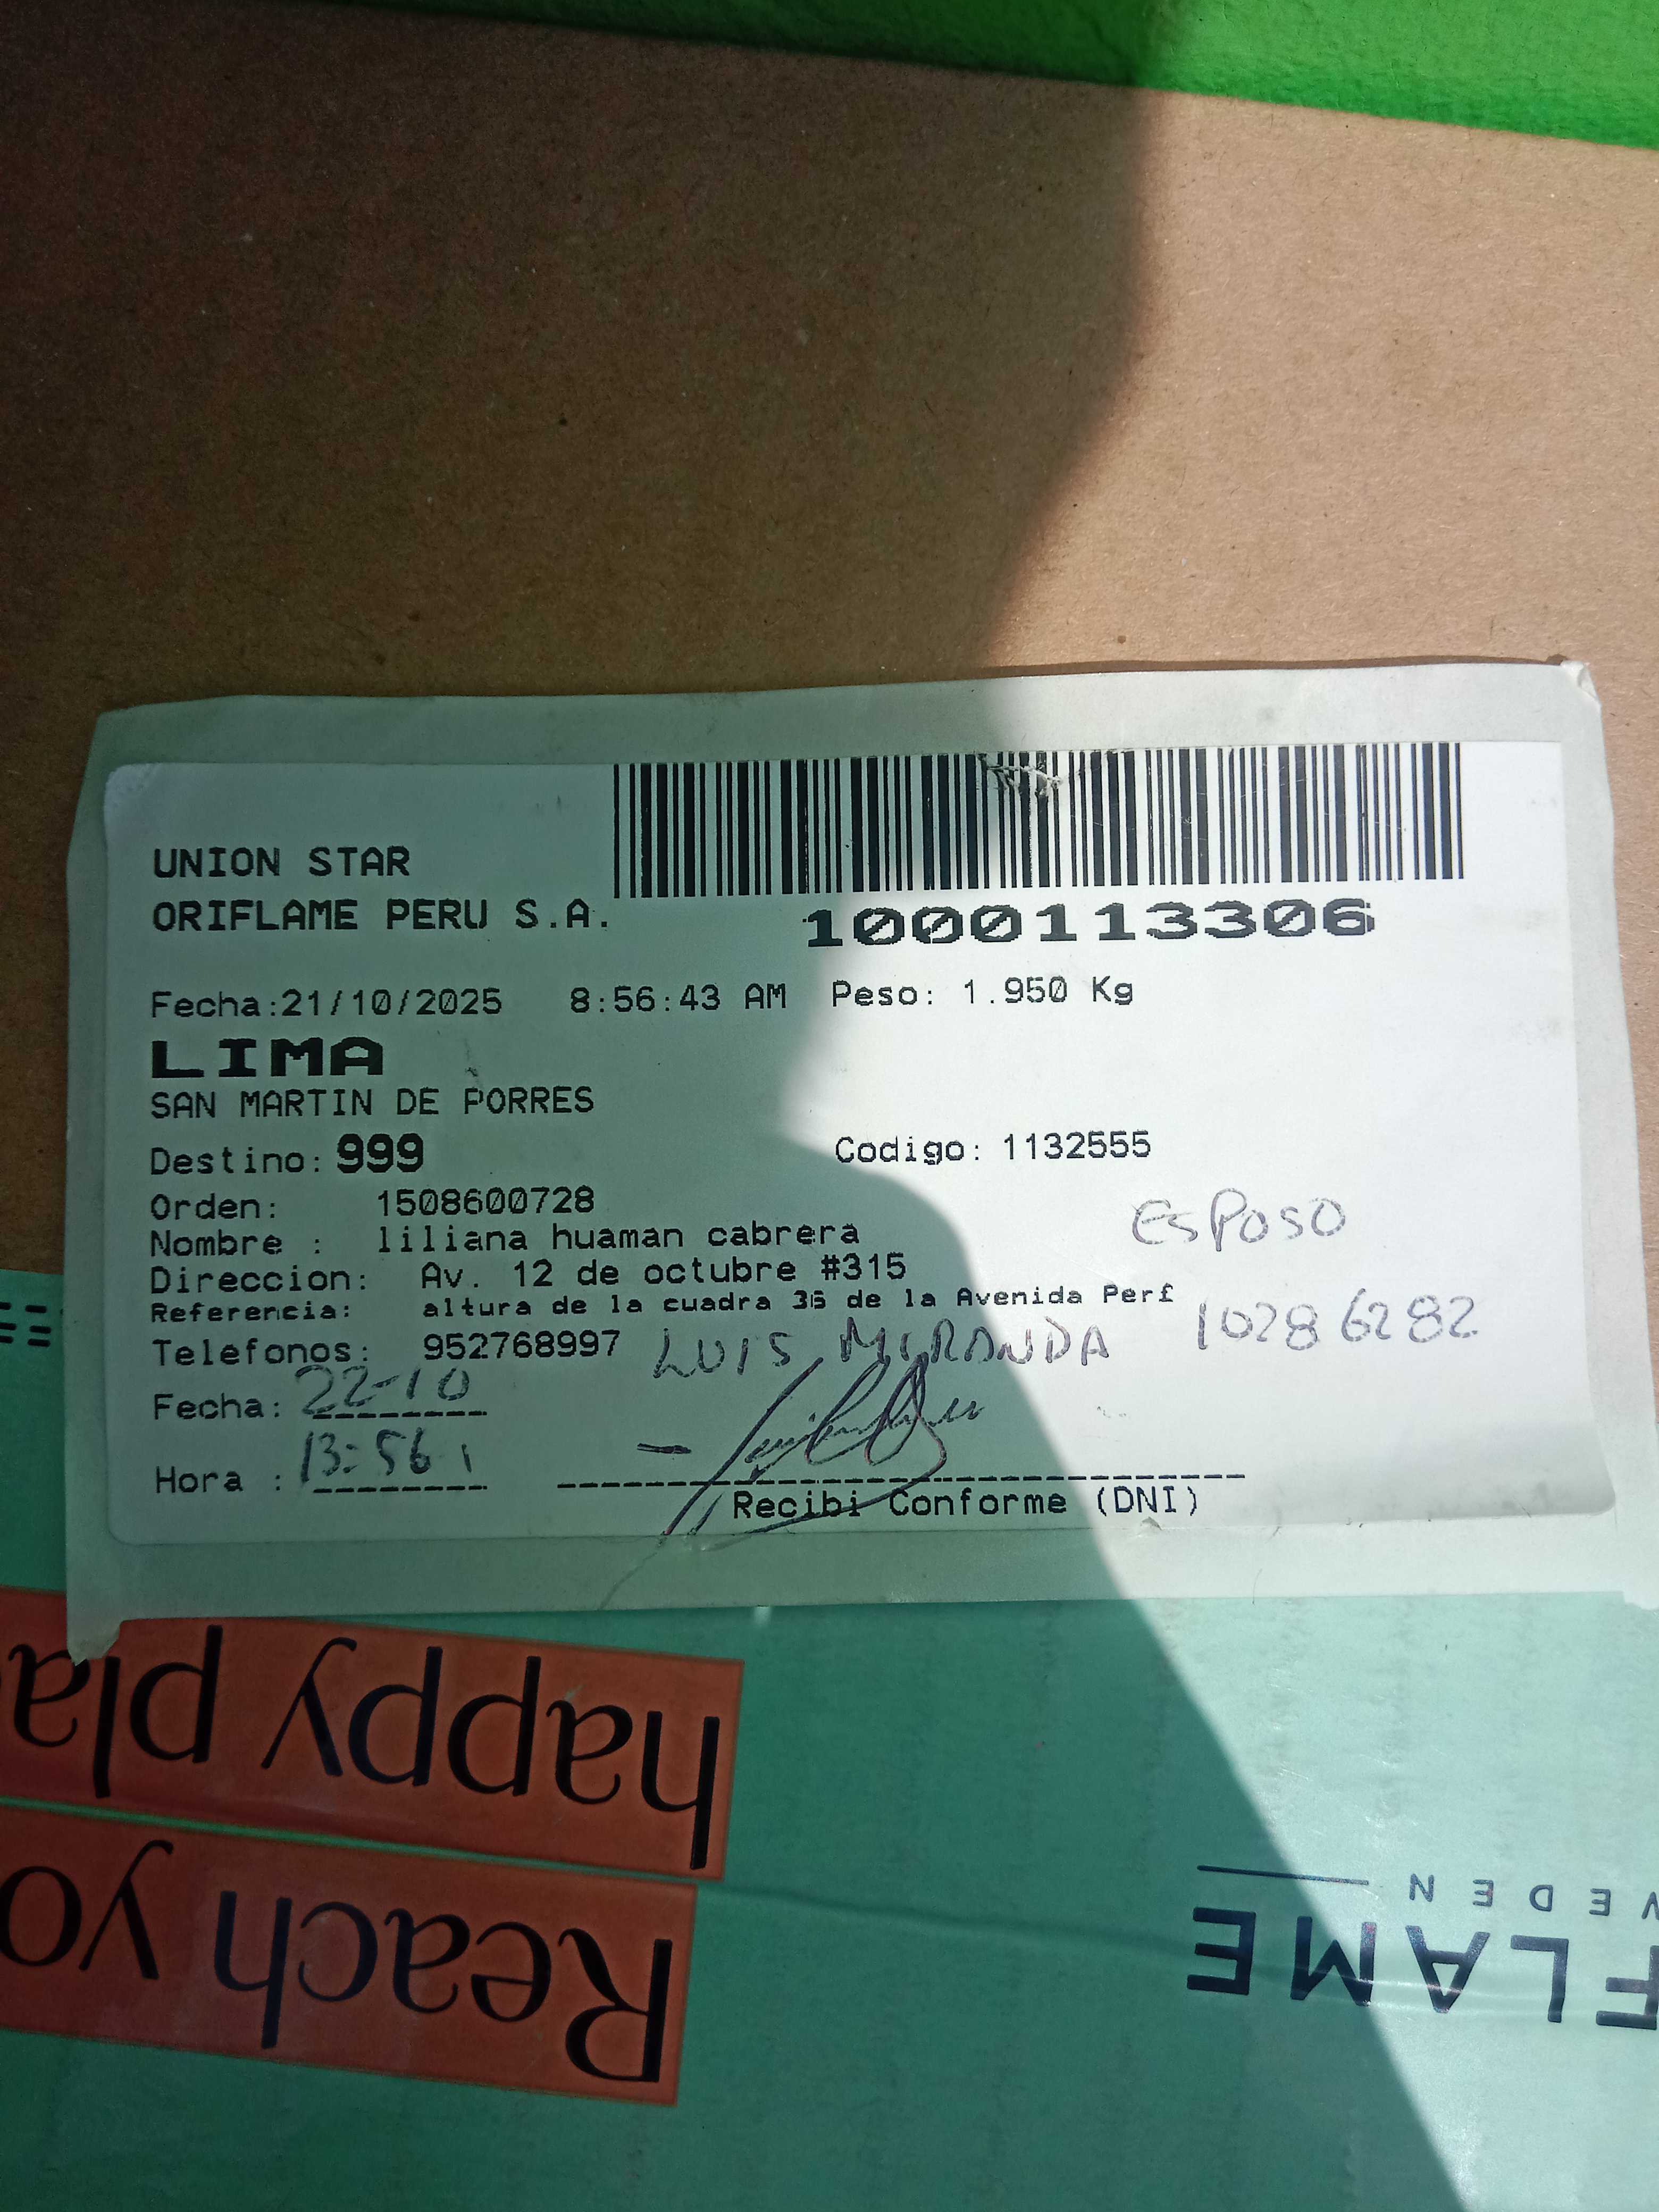 UNION STAR
ORIFLAME PERU S.A.
1000113306
Fecha:21/10/2025 8:56:43 AM Peso: 1.950 Kg
LIMA
SAN MARTIN DE PORRES
Destino: 999 Codigo: 1132555
Orden: 1508600728
Nombre : liliana huaman cabrera
ESPOSO
Direccion: Av. 12 de octubre #315
Referencia: altura de la cuadra 36 de la Avenida Perf
10286282
Telefonos: 952768997 LUIS MIRANDA
Fecha: 22-10
Hora : 13:56
Recibi Conforme (DNI)
Reach yo
happy pla
FLAME
VEDEN